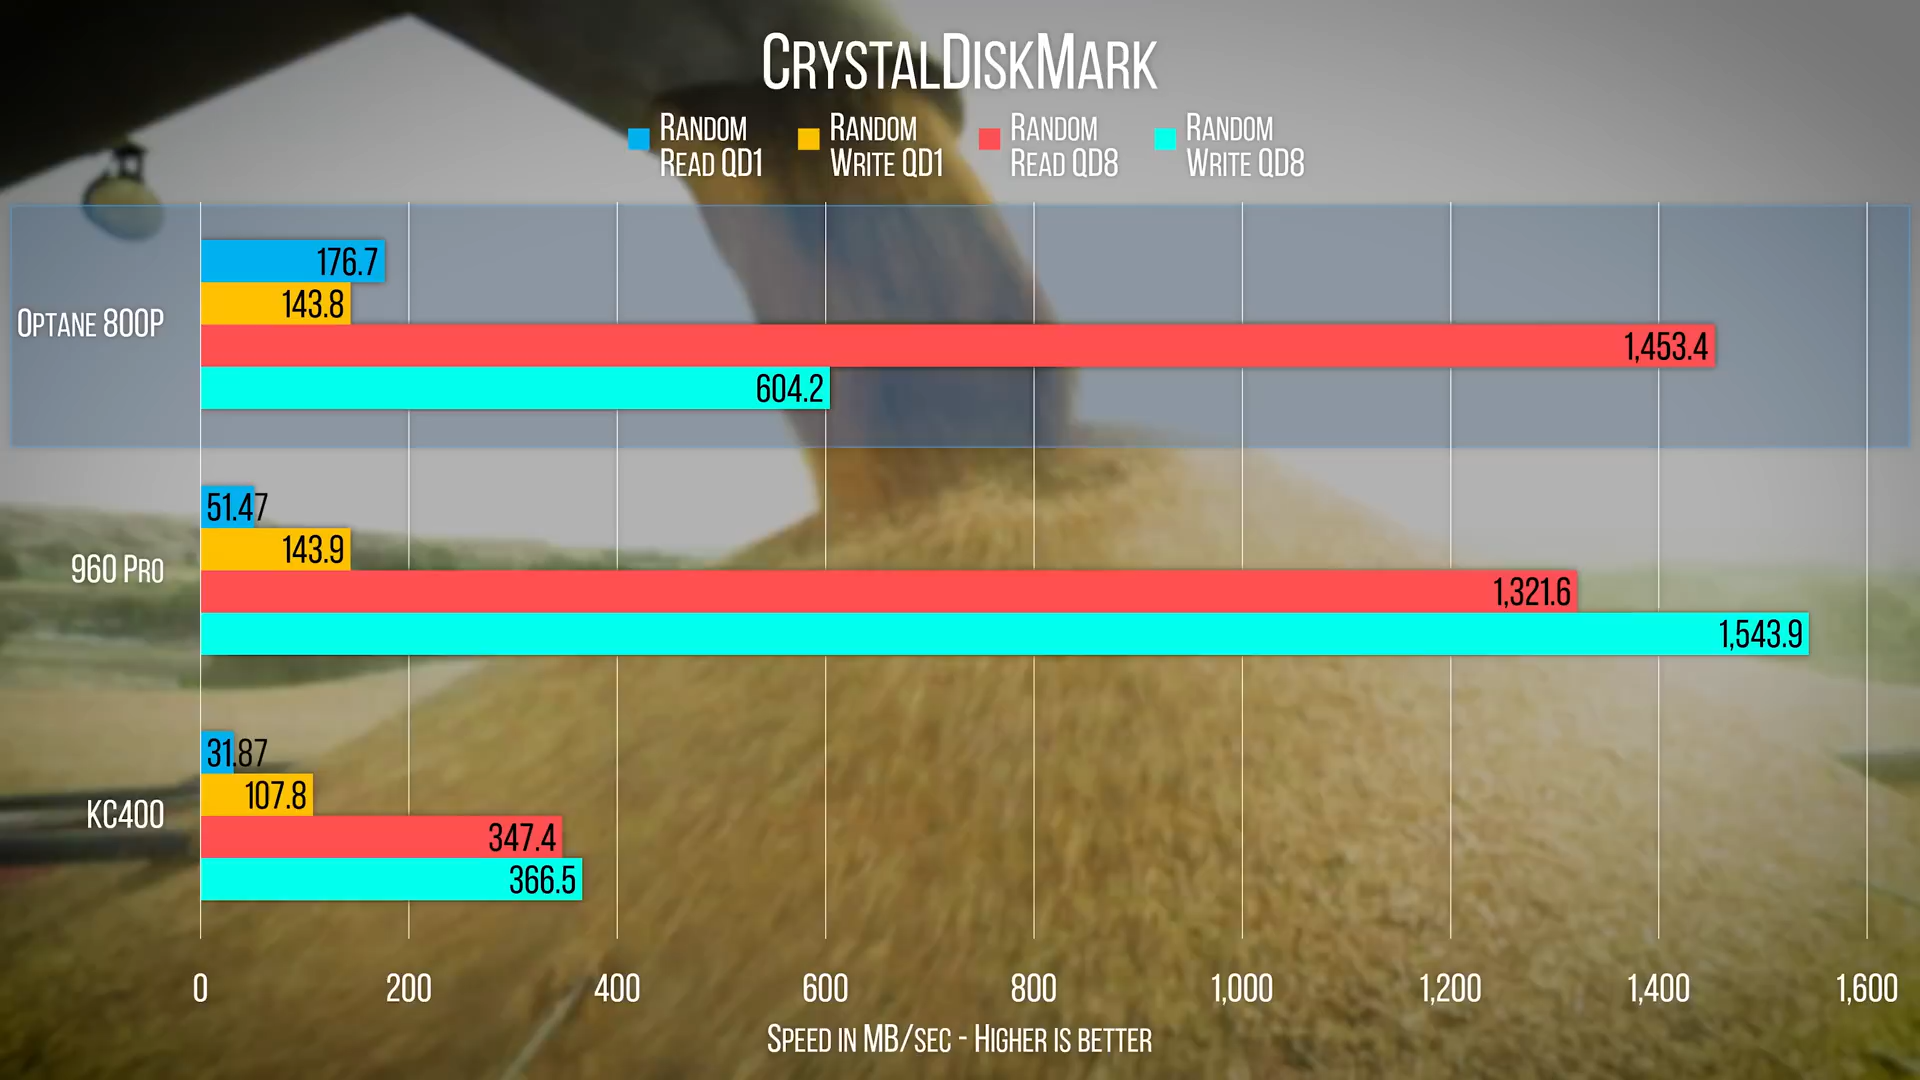 CrystalDiskMark
Random
Read QD1
Random
Write QD1
Random
Read QD8
Random
Write QD8
Optane 800P
176.7
143.8
1,453.4
604.2
960 Pro
51.47
143.9
1,321.6
1,543.9
KC400
31.87
107.8
347.4
366.5
0 200 400 600 800 1,000 1,200 1,400 1,600
Speed in MB/sec - Higher is better